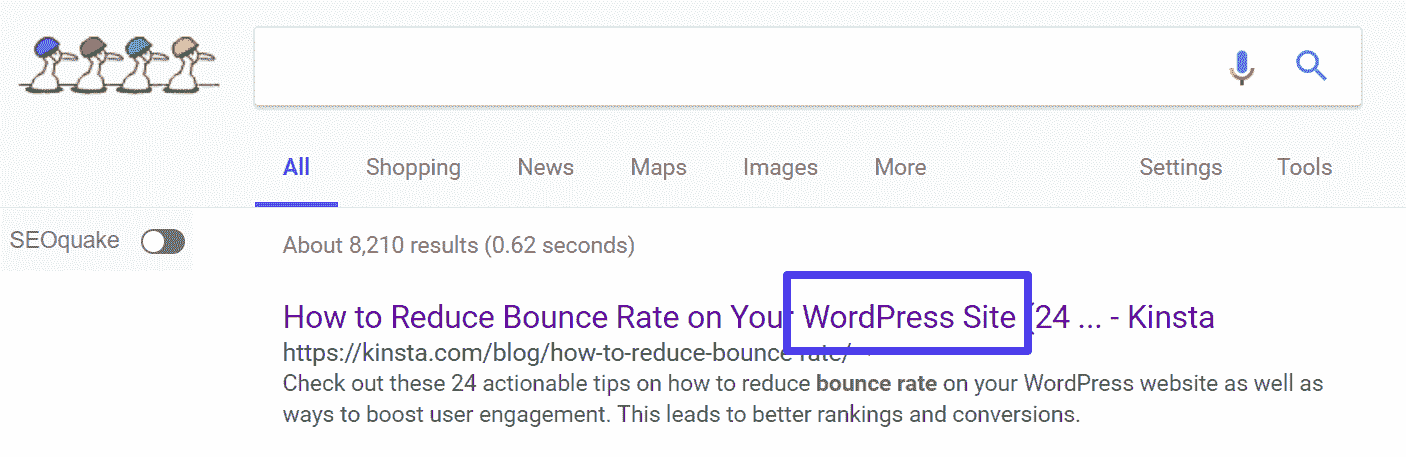 All Shopping News Maps Images More Settings Tools
SEOquake
About 8,210 results (0.62 seconds)
How to Reduce Bounce Rate on Your WordPress Site (24 ... - Kinsta
https://kinsta.com/blog/how-to-reduce-bounce-rate/
Check out these 24 actionable tips on how to reduce bounce rate on your WordPress website as well as
ways to boost user engagement. This leads to better rankings and conversions.